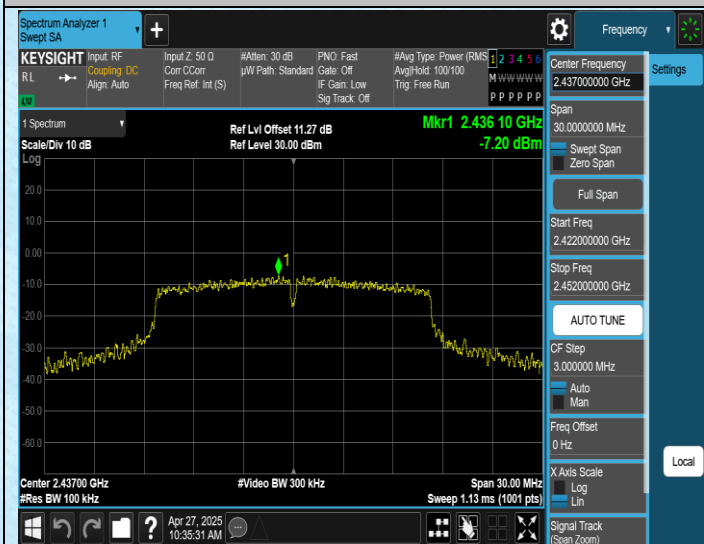 Spectrum Analyzer 1
Swept SA
Frequency
KEYSIGHT
RL
LNI
Input: RF
Coupling: DC
Align: Auto
Input Z: 50 Ω
Corr CCorr
Freq Ref: Int (S)
#Atten: 30 dB
µW Path: Standard
PNO: Fast
Gate: Off
IF Gain: Low
Sig Track: Off
#Avg Type: Power (RMS
Avg|Hold: 100/100
Trig: Free Run
1 2 3 4 5 6
M W W W W W
P P P P P P
1 Spectrum
Scale/Div 10 dB
Ref Lvl Offset 11.27 dB
Ref Level 30.00 dBm
Mkr1 2.436 10 GHz
-7.20 dBm
Log
20.0
10.0
0.00
-10.0
-20.0
-30.0
-40.0
-50.0
-60.0
1
Center 2.43700 GHz
#Res BW 100 kHz
#Video BW 300 kHz
Span 30.00 MHz
Sweep 1.13 ms (1001 pts)
Apr 27, 2025
10:35:31 AM
Center Frequency
2.437000000 GHz
Settings
Span
30.0000000 MHz
Swept Span
Zero Span
Full Span
Start Freq
2.422000000 GHz
Stop Freq
2.452000000 GHz
AUTO TUNE
CF Step
3.000000 MHz
Auto
Man
Freq Offset
0 Hz
X Axis Scale
Log
Lin
Local
Signal Track
(Span Zoom)